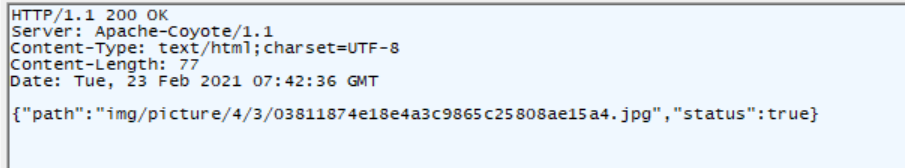 HTTP/1.1 200 OK
Server: Apache-Coyote/1.1
Content-Type: text/html;charset=UTF-8
Content-Length: 77
Date: Tue, 23 Feb 2021 07:42:36 GMT
{"path":"img/picture/4/3/03811874e18e4a3c9865c25808ae15a4.jpg","status":true}